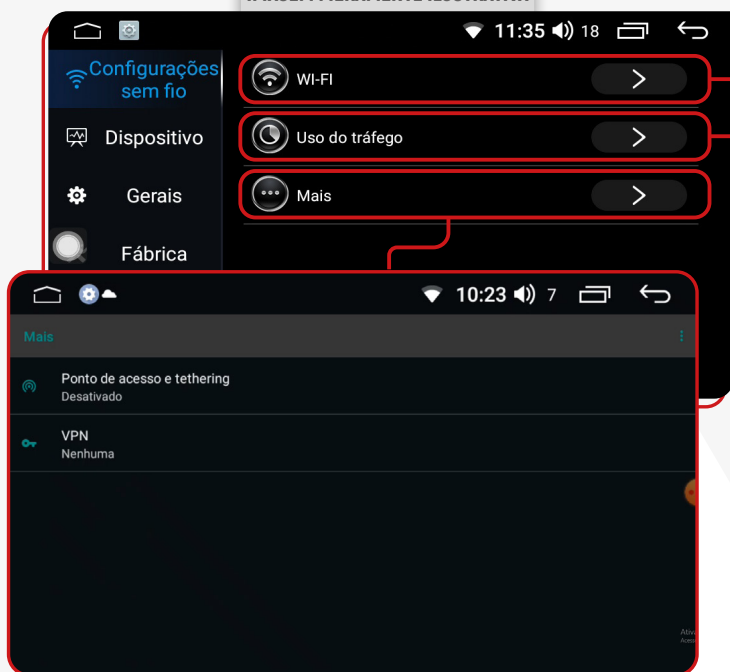 11:35 18
Configurações
sem fio
WI-FI
Dispositivo
Uso do tráfego
Gerais
Mais
Fábrica
10:23 7
Mais
Ponto de acesso e tethering
Desativado
VPN
Nenhuma